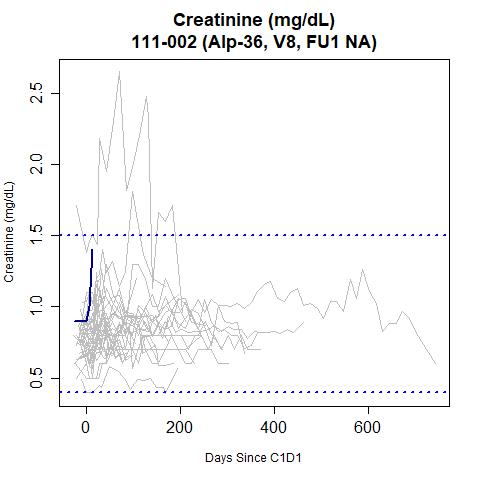 Creatinine (mg/dL)
111-002 (Alp-36, V8, FU1 NA)
Creatinine (mg/dL)
2.5
2.0
1.5
1.0
0.5
0 200 400 600
Days Since C1D1